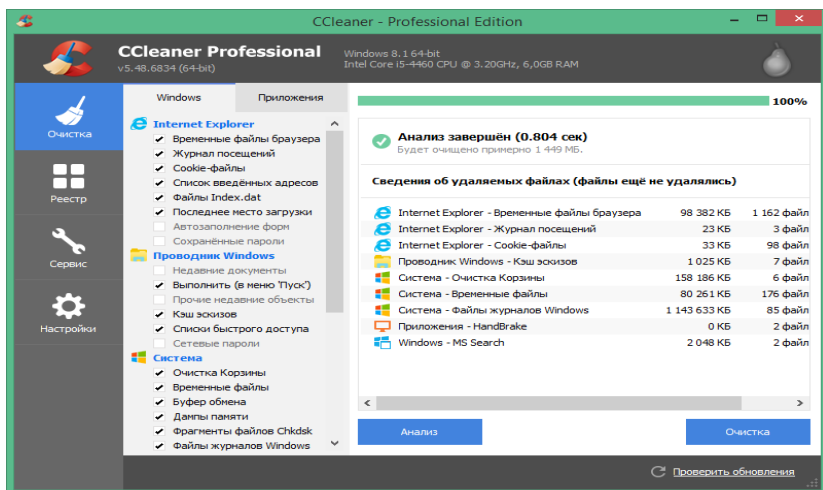 CCleaner - Professional Edition
CCleaner Professional
v5.48.6834 (64-bit)
Windows 8.1 64-bit
Intel Core i5-4460 CPU @ 3.20GHz, 6,0GB RAM
Очистка
Реестр
Сервис
Настройки
Windows
Приложения
Internet Explorer
Временные файлы браузера
Журнал посещений
Cookie-файлы
Список введённых адресов
Файлы Index.dat
Последнее место загрузки
Автозаполнение форм
Сохранённые пароли
Проводник Windows
Недавние документы
Выполнить (в меню 'Пуск')
Прочие недавние объекты
Кэш эскизов
Списки быстрого доступа
Сетевые пароли
Система
Очистка Корзины
Временные файлы
Буфер обмена
Дампы памяти
Фрагменты файлов Chkdsk
Файлы журналов Windows
100%
Анализ завершён (0.804 сек)
Будет очищено примерно 1 449 МБ.
Сведения об удаляемых файлах (файлы ещё не удалялись)
Internet Explorer - Временные файлы браузера 98 382 КБ 1 162 файл
Internet Explorer - Журнал посещений 23 КБ 3 файл
Internet Explorer - Cookie-файлы 33 КБ 98 файл
Проводник Windows - Кэш эскизов 1 025 КБ 7 файл
Система - Очистка Корзины 158 186 КБ 6 файл
Система - Временные файлы 80 261 КБ 176 файл
Система - Файлы журналов Windows 1 143 633 КБ 85 файл
Приложения - HandBrake 0 КБ 2 файл
Windows - MS Search 2 048 КБ 2 файл
Анализ
Очистка
Проверить обновления